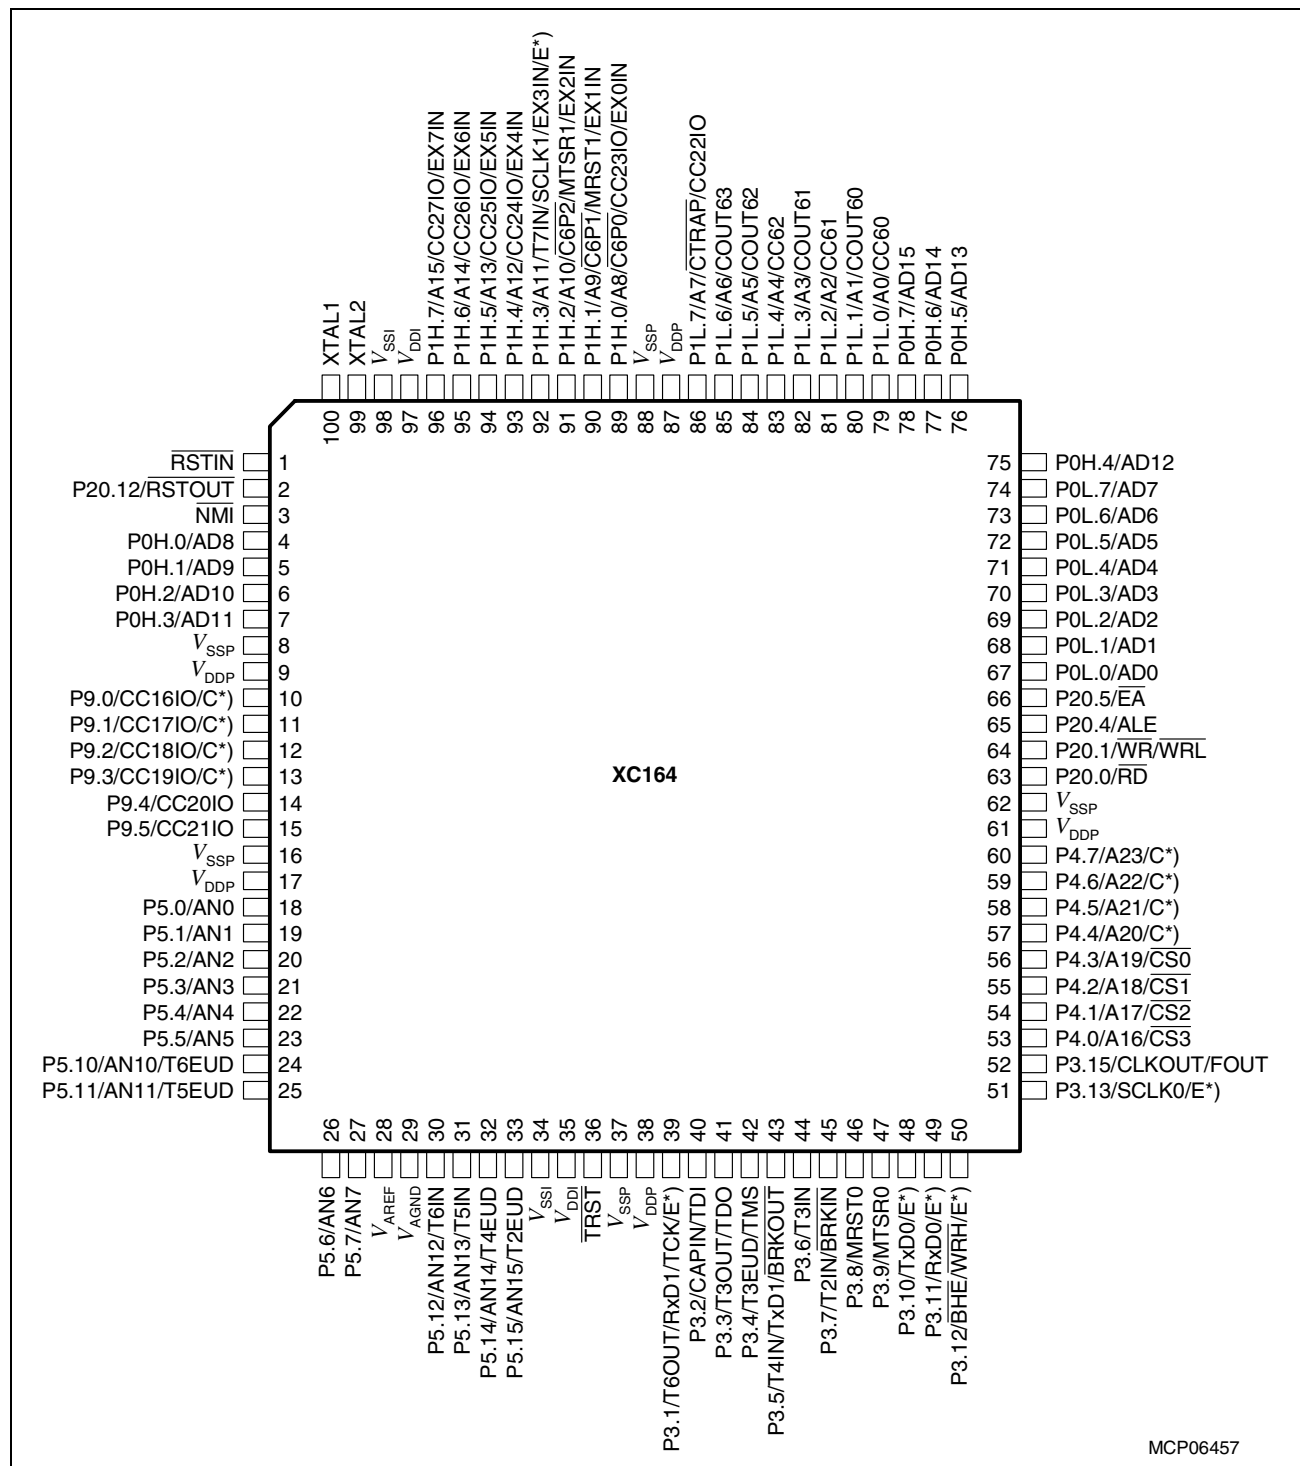 XTAL1
XTAL2
VSSI
VDDI
P1H.7/A15/CC27IO/EX7IN
P1H.6/A14/CC26IO/EX6IN
P1H.5/A13/CC25IO/EX5IN
P1H.4/A12/CC24IO/EX4IN
P1H.3/A11/T7IN/SCLK1/EX3IN/E*)
P1H.2/A10/C6P2/MTSR1/EX2IN
P1H.1/A9/C6P1/MRST1/EX1IN
P1H.0/A8/C6P0/CC23IO/EX0IN
VSSP
VDDP
P1L.7/A7/CTRAP/CC22IO
P1L.6/A6/COUT63
P1L.5/A5/COUT62
P1L.4/A4/CC62
P1L.3/A3/COUT61
P1L.2/A2/CC61
P1L.1/A1/COUT60
P1L.0/A0/CC60
P0H.7/AD15
P0H.6/AD14
P0H.5/AD13
100 99 98 97 96 95 94 93 92 91 90 89 88 87 86 85 84 83 82 81 80 79 78 77 76
RSTIN 1
P20.12/RSTOUT 2
NMI 3
P0H.0/AD8 4
P0H.1/AD9 5
P0H.2/AD10 6
P0H.3/AD11 7
VSSP 8
VDDP 9
P9.0/CC16IO/C*) 10
P9.1/CC17IO/C*) 11
P9.2/CC18IO/C*) 12
P9.3/CC19IO/C*) 13
P9.4/CC20IO 14
P9.5/CC21IO 15
VSSP 16
VDDP 17
P5.0/AN0 18
P5.1/AN1 19
P5.2/AN2 20
P5.3/AN3 21
P5.4/AN4 22
P5.5/AN5 23
P5.10/AN10/T6EUD 24
P5.11/AN11/T5EUD 25
XC164
75 P0H.4/AD12
74 P0L.7/AD7
73 P0L.6/AD6
72 P0L.5/AD5
71 P0L.4/AD4
70 P0L.3/AD3
69 P0L.2/AD2
68 P0L.1/AD1
67 P0L.0/AD0
66 P20.5/EA
65 P20.4/ALE
64 P20.1/WR/WRL
63 P20.0/RD
62 VSSP
61 VDDP
60 P4.7/A23/C*)
59 P4.6/A22/C*)
58 P4.5/A21/C*)
57 P4.4/A20/C*)
56 P4.3/A19/CS0
55 P4.2/A18/CS1
54 P4.1/A17/CS2
53 P4.0/A16/CS3
52 P3.15/CLKOUT/FOUT
51 P3.13/SCLK0/E*)
26 27 28 29 30 31 32 33 34 35 36 37 38 39 40 41 42 43 44 45 46 47 48 49 50
P5.6/AN6
P5.7/AN7
VAREF
VAGND
P5.12/AN12/T6IN
P5.13/AN13/T5IN
P5.14/AN14/T4EUD
P5.15/AN15/T2EUD
VSSI
VDDI
TRST
VSSP
VDDP
P3.1/T6OUT/RxD1/TCK/E*)
P3.2/CAPIN/TDI
P3.3/T3OUT/TDO
P3.4/T3EUD/TMS
P3.5/T4IN/TxD1/BRKOUT
P3.6/T3IN
P3.7/T2IN/BRKIN
P3.8/MRST0
P3.9/MTSR0
P3.10/TxD0/E*)
P3.11/RxD0/E*)
P3.12/BHE/WRH/E*)
MCP06457